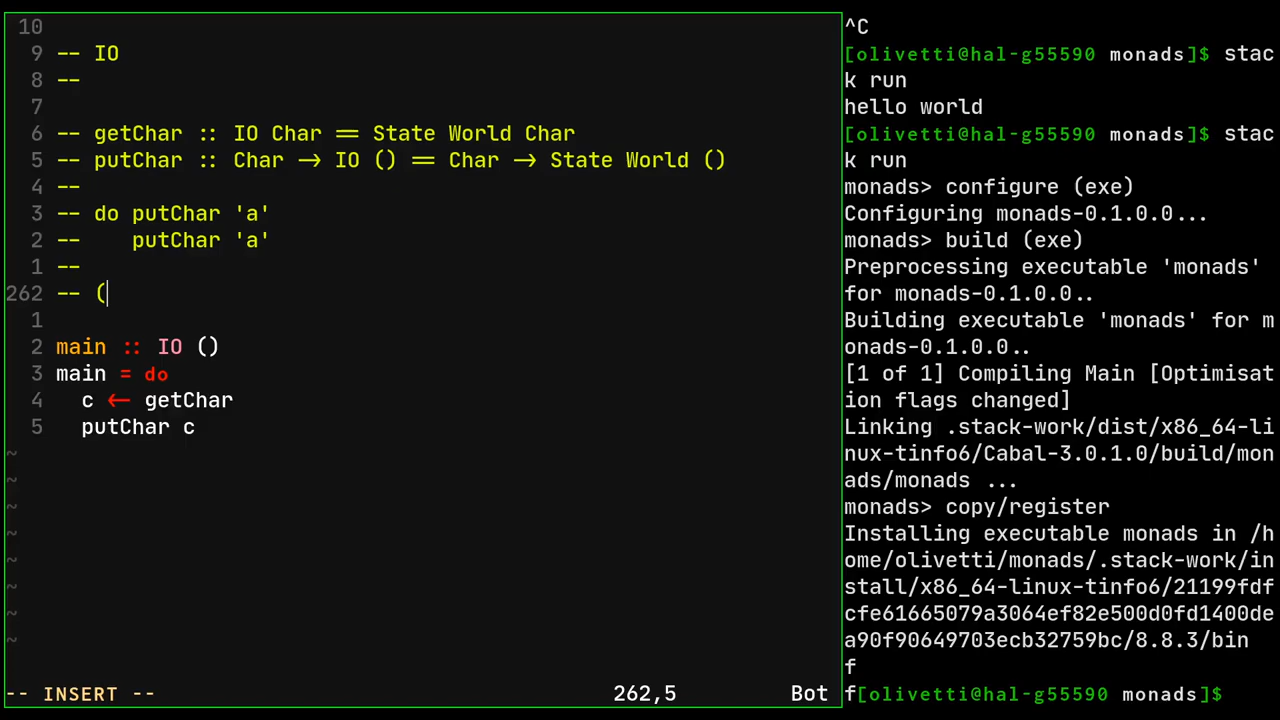 10
9 -- IO
8 --
7
6 -- getChar :: IO Char == State World Char
5 -- putChar :: Char -> IO () == Char -> State World ()
4 --
3 -- do putChar 'a'
2 --    putChar 'a'
1 --
262 -- (
1
2 main :: IO ()
3 main = do
4   c <- getChar
5   putChar c
~
~
~
~
~
~
~
~
-- INSERT -- 262,5 Bot
^C
[olivetti@hal-g55590 monads]$ stac
k run
hello world
[olivetti@hal-g55590 monads]$ stac
k run
monads> configure (exe)
Configuring monads-0.1.0.0...
monads> build (exe)
Preprocessing executable 'monads'
for monads-0.1.0.0..
Building executable 'monads' for m
onads-0.1.0.0..
[1 of 1] Compiling Main [Optimisat
ion flags changed]
Linking .stack-work/dist/x86_64-li
nux-tinfo6/Cabal-3.0.1.0/build/mon
ads/monads ...
monads> copy/register
Installing executable monads in /h
ome/olivetti/monads/.stack-work/in
stall/x86_64-linux-tinfo6/21199fdf
cfe61665079a3064ef82e500d0fd1400de
a90f90649703ecb32759bc/8.8.3/bin
f
f[olivetti@hal-g55590 monads]$